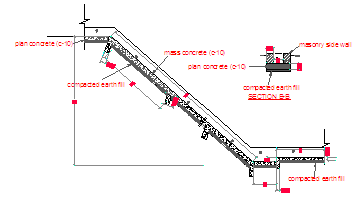 plain concrete (c-10)
mass concrete (c-10)
masonry side wall
plan concrete (c-10)
compacted earth fill
compacted earth fill
SECTION B-B
compacted earth fill